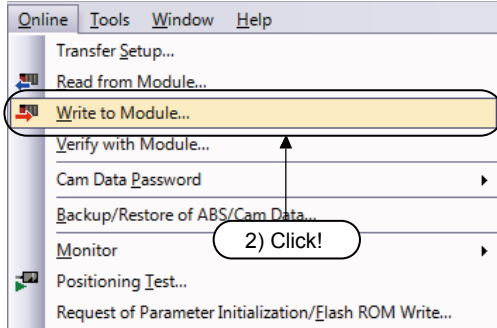 Online Tools Window Help
Transfer Setup...
Read from Module...
Write to Module...
Verify with Module...
Cam Data Password
Backup/Restore of ABS/Cam Data...
2) Click!
Monitor
Positioning Test...
Request of Parameter Initialization/Flash ROM Write...